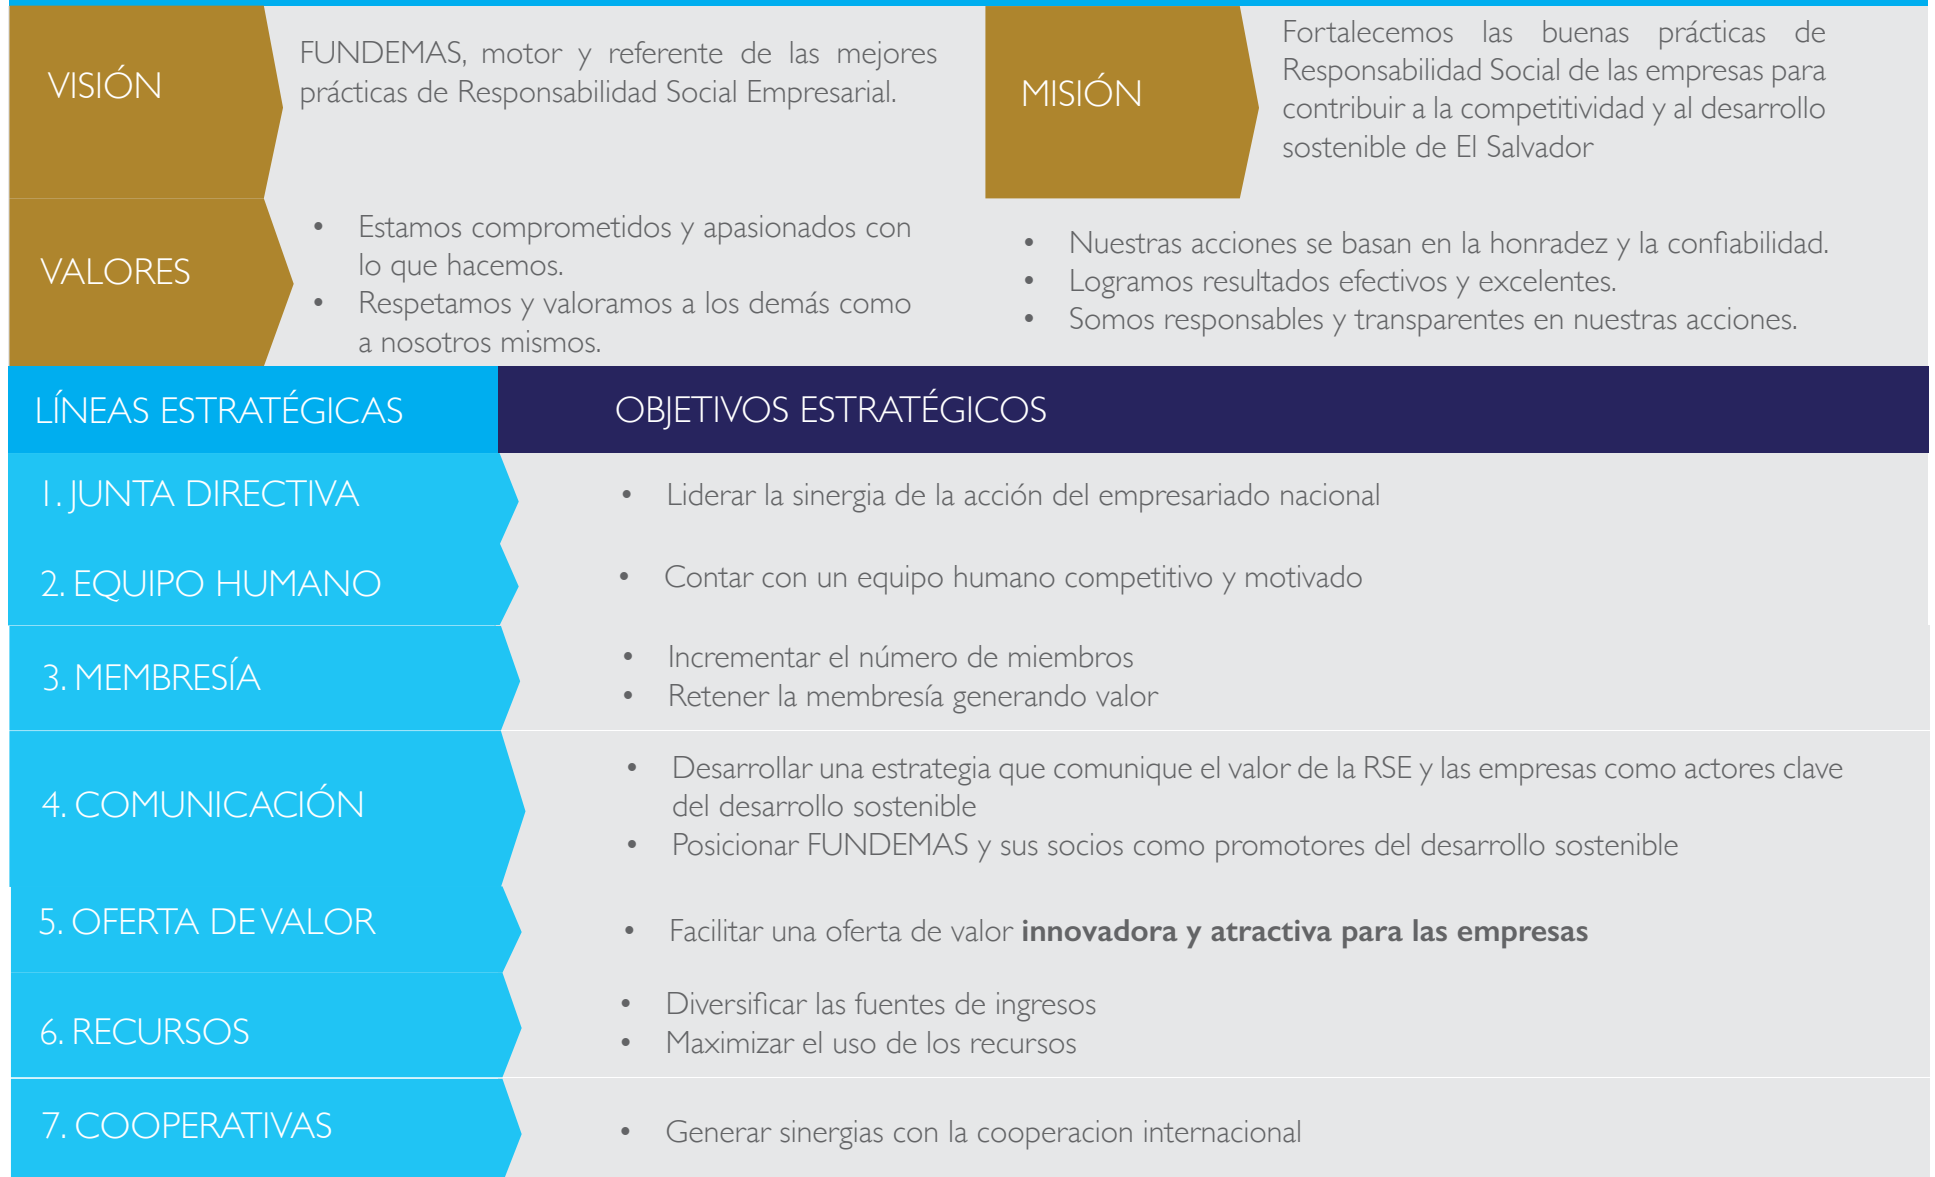 VISIÓN
FUNDEMAS, motor y referente de las mejores
prácticas de Responsabilidad Social Empresarial.
MISIÓN
Fortalecemos las buenas prácticas de
Responsabilidad Social de las empresas para
contribuir a la competitividad y al desarrollo
sostenible de El Salvador
VALORES
• Estamos comprometidos y apasionados con
lo que hacemos.
• Respetamos y valoramos a los demás como
a nosotros mismos.
• Nuestras acciones se basan en la honradez y la confiabilidad.
• Logramos resultados efectivos y excelentes.
• Somos responsables y transparentes en nuestras acciones.
LÍNEAS ESTRATÉGICAS
OBJETIVOS ESTRATÉGICOS
1. JUNTA DIRECTIVA
• Liderar la sinergia de la acción del empresariado nacional
2. EQUIPO HUMANO
• Contar con un equipo humano competitivo y motivado
3. MEMBRESÍA
• Incrementar el número de miembros
• Retener la membresía generando valor
4. COMUNICACIÓN
• Desarrollar una estrategia que comunique el valor de la RSE y las empresas como actores clave
del desarrollo sostenible
• Posicionar FUNDEMAS y sus socios como promotores del desarrollo sostenible
5. OFERTA DE VALOR
• Facilitar una oferta de valor innovadora y atractiva para las empresas
6. RECURSOS
• Diversificar las fuentes de ingresos
• Maximizar el uso de los recursos
7. COOPERATIVAS
• Generar sinergias con la cooperacion internacional